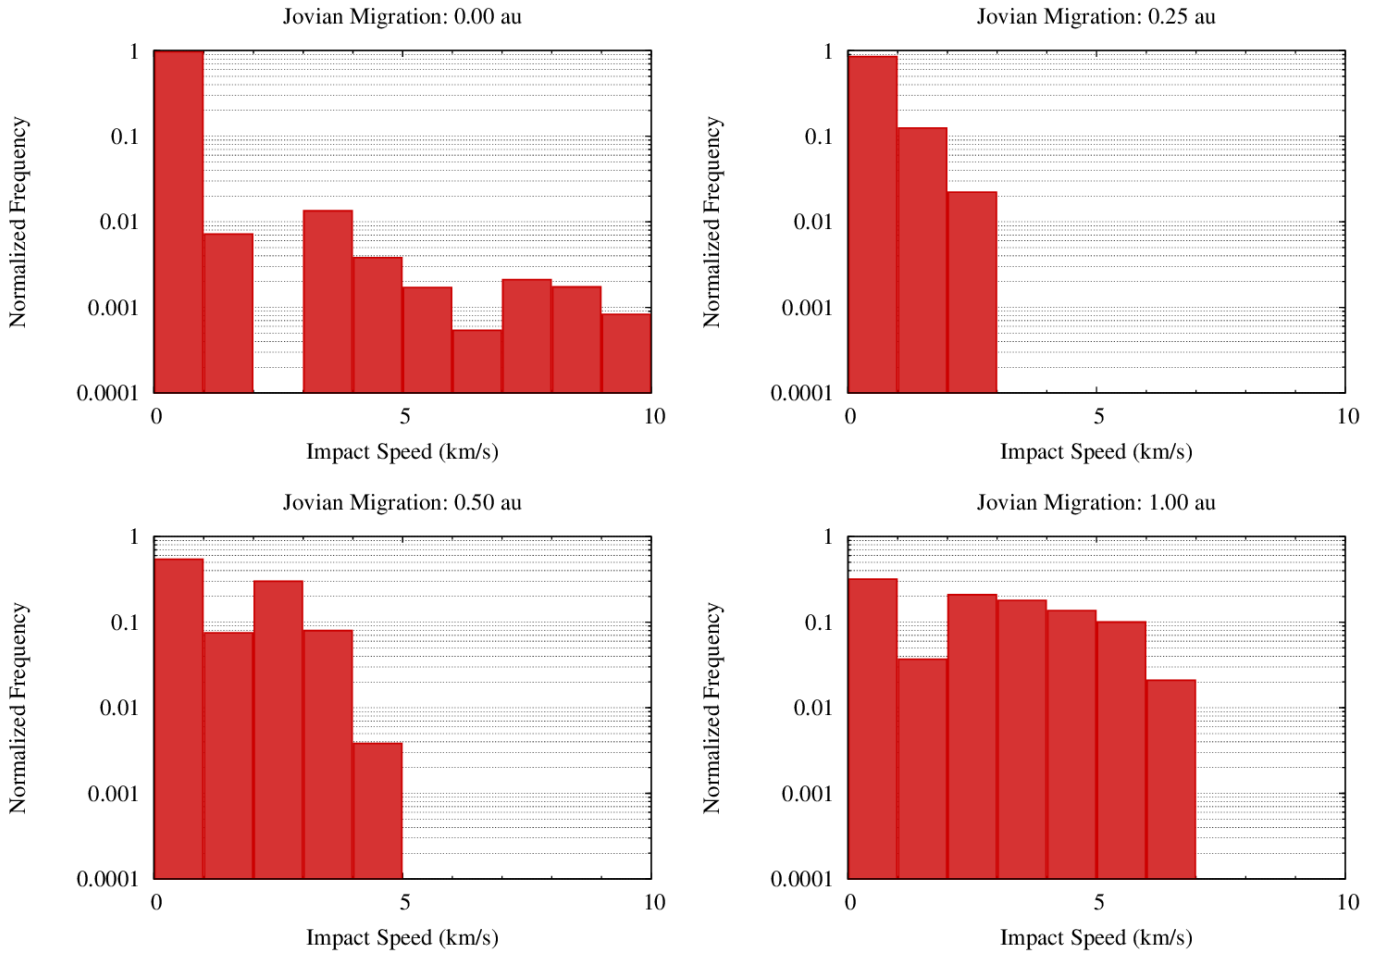 Jovian Migration: 0.00 au
1
0.1
0.01
0.001
0.0001
Normalized Frequency
0 5 10
Impact Speed (km/s)
Jovian Migration: 0.25 au
1
0.1
0.01
0.001
0.0001
Normalized Frequency
0 5 10
Impact Speed (km/s)
Jovian Migration: 0.50 au
1
0.1
0.01
0.001
0.0001
Normalized Frequency
0 5 10
Impact Speed (km/s)
Jovian Migration: 1.00 au
1
0.1
0.01
0.001
0.0001
Normalized Frequency
0 5 10
Impact Speed (km/s)